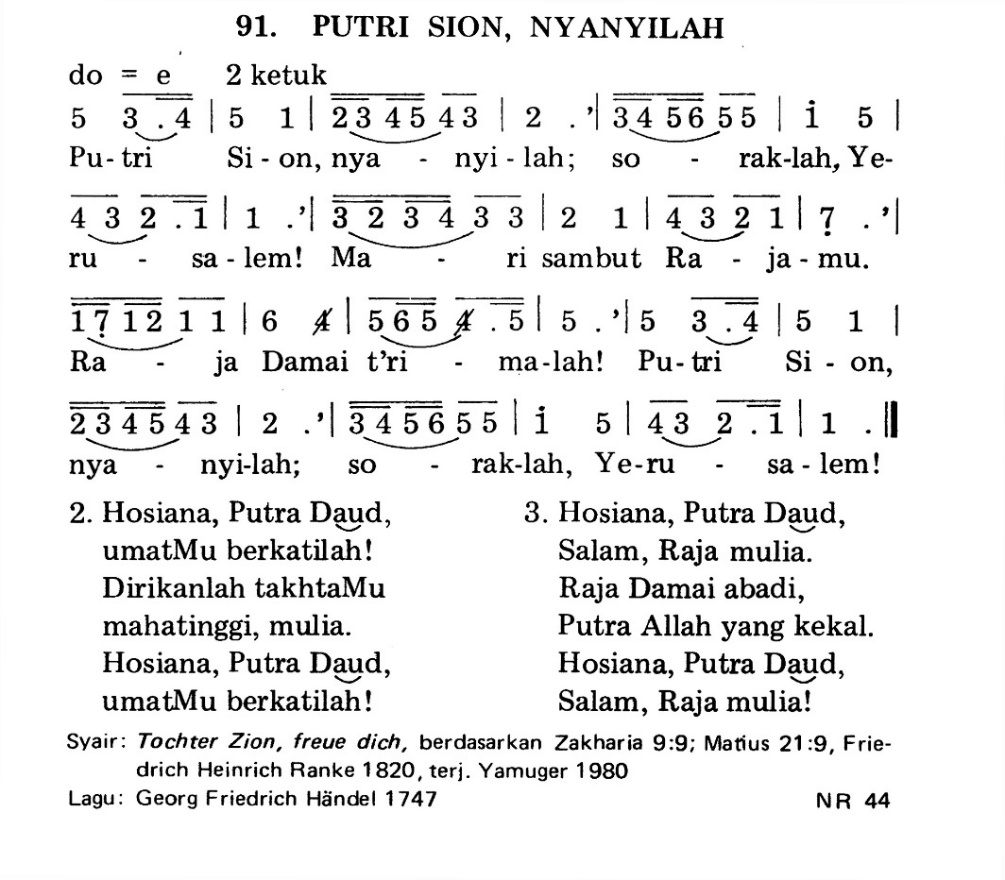 91. PUTRI SION, NYANYILAH
do = e 2 ketuk
5 3 . 4 | 5 1 | 2 3 4 5 4 3 | 2 . ’| 3 4 5 6 5 5 | i 5 |
Pu- tri Si - on, nya - nyi - lah; so - rak-lah, Ye-
4 3 2 . 1 | 1 . ’| 3 2 3 4 3 3 | 2 1 | 4 3 2 1 | 7̣ . ’|
ru - sa - lem! Ma - ri sambut Ra - ja - mu.
1 7̣ 1 2 1 1 | 6 4̸ | 5 6 5 4̸ . 5 | 5 . ’| 5 3 . 4 | 5 1 |
Ra - ja Damai t’ri - ma-lah! Pu- tri Si - on,
2 3 4 5 4 3 | 2 . ’| 3 4 5 6 5 5 | i 5 | 4 3 2 . 1 | 1 . ||
nya - nyi-lah; so - rak-lah, Ye-ru - sa - lem!
2. Hosiana, Putra Daud,
umatMu berkatilah!
Dirikanlah takhtaMu
mahatinggi, mulia.
Hosiana, Putra Daud,
umatMu berkatilah!
3. Hosiana, Putra Daud,
Salam, Raja mulia.
Raja Damai abadi,
Putra Allah yang kekal.
Hosiana, Putra Daud,
Salam, Raja mulia!
Syair: Tochter Zion, freue dich, berdasarkan Zakharia 9:9; Matius 21:9, Frie-
drich Heinrich Ranke 1820, terj. Yamuger 1980
Lagu: Georg Friedrich Händel 1747 NR 44